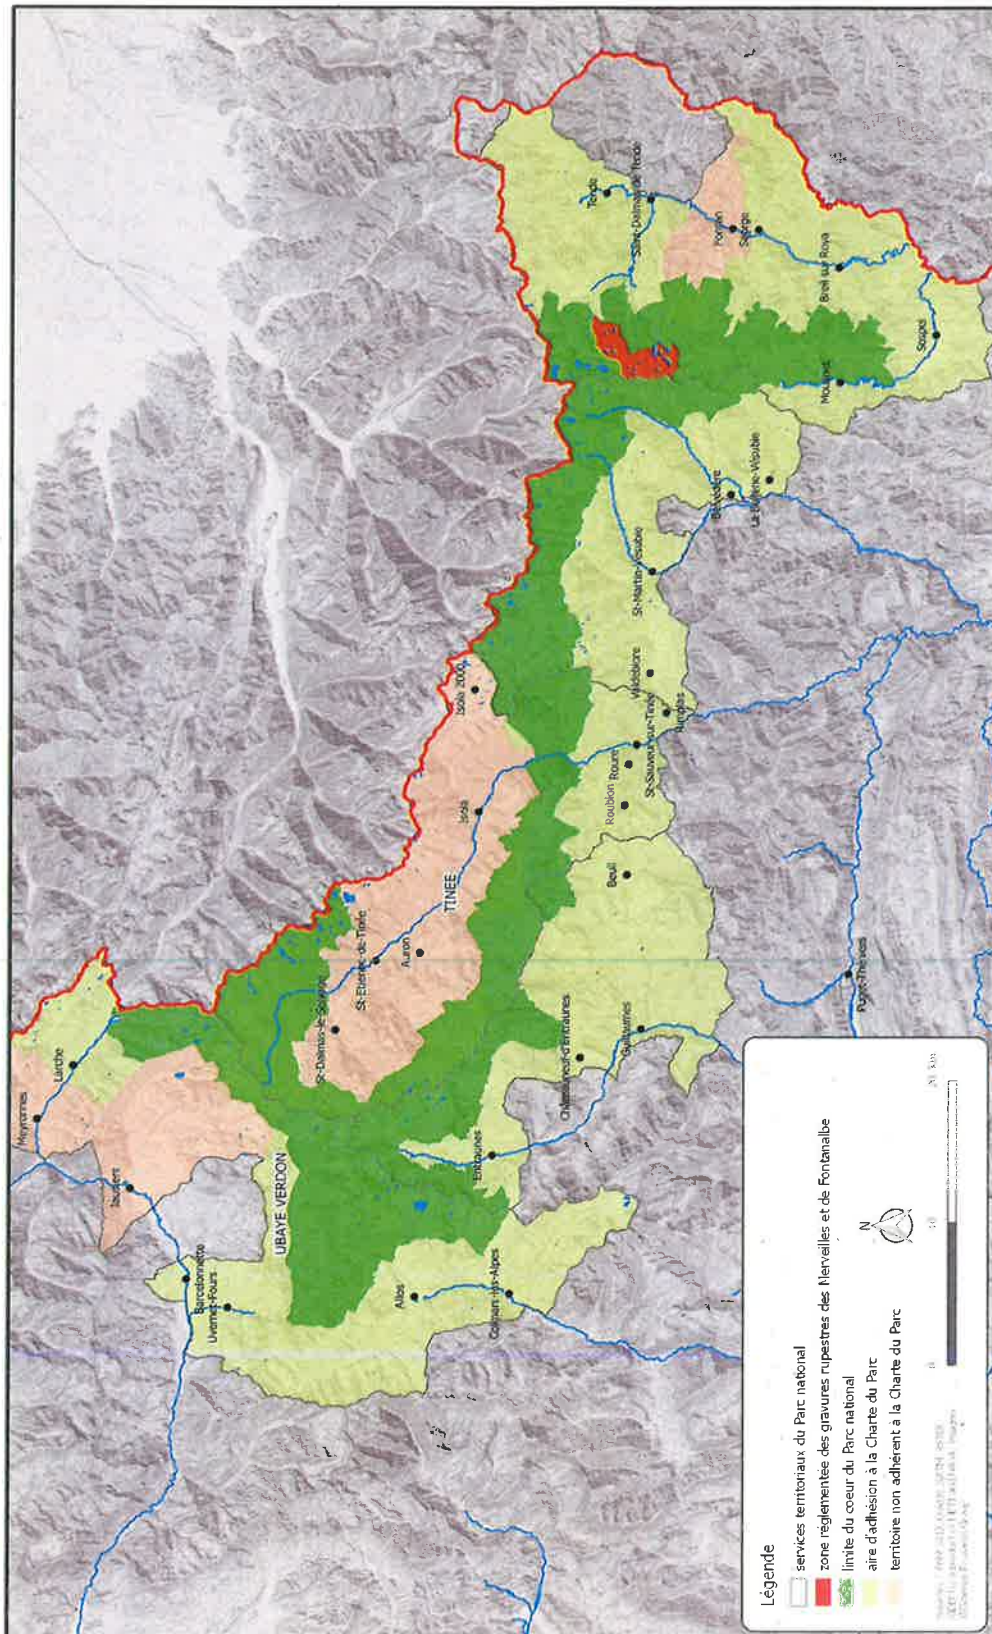 Meyronnes
Larche
Jausiers
Barcelonnette
Uvernet-Fours
UBAYE VERDON
Allos
Colmars-les-Alpes
Entraunes
Châteauneuf-d'Entraunes
Guillaumes
St-Dalmas-le-Selvage
St-Etienne-de-Tinée
Auron
TINEE
Isola
Isola 2000
Beuil
Roubion
Roure
St-Sauveur-sur-Tinée
Rimplas
Valdeblore
St-Martin-Vésubie
Belvédère
La Bollène-Vésubie
Puget-Théniers
Tende
Saint-Dalmas de Tende
Fontan
Saorge
Breil sur Roya
Sospel
Moulinet
Légende
services territoriaux du Parc national
zone réglementée des gravures rupestres des Merveilles et de Fontanalbe
limite du coeur du Parc national
aire d'adhésion à la Charte du Parc
territoire non adhérent à la Charte du Parc
N
0 10 20 km